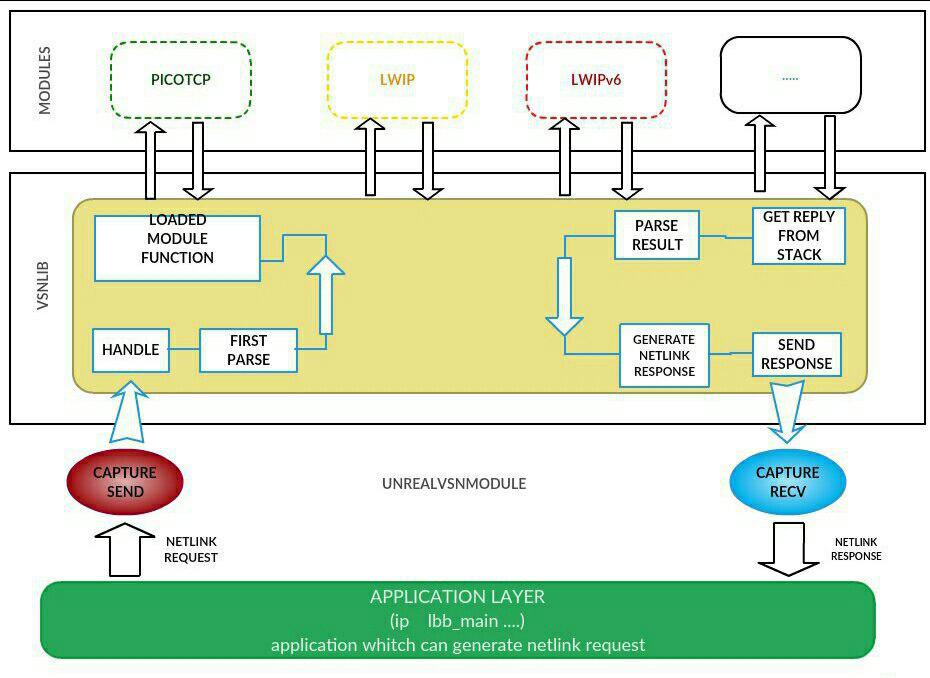 MODULES
PICOTCP
LWIP
LWIPv6
.....
VSNLIB
LOADED
MODULE
FUNCTION
PARSE
RESULT
GET REPLY
FROM
STACK
HANDLE
FIRST
PARSE
GENERATE
NETLINK
RESPONSE
SEND
RESPONSE
CAPTURE
SEND
UNREALVSNMODULE
CAPTURE
RECV
NETLINK
REQUEST
NETLINK
RESPONSE
APPLICATION LAYER
(ip lbb_main ....)
application whitch can generate netlink request